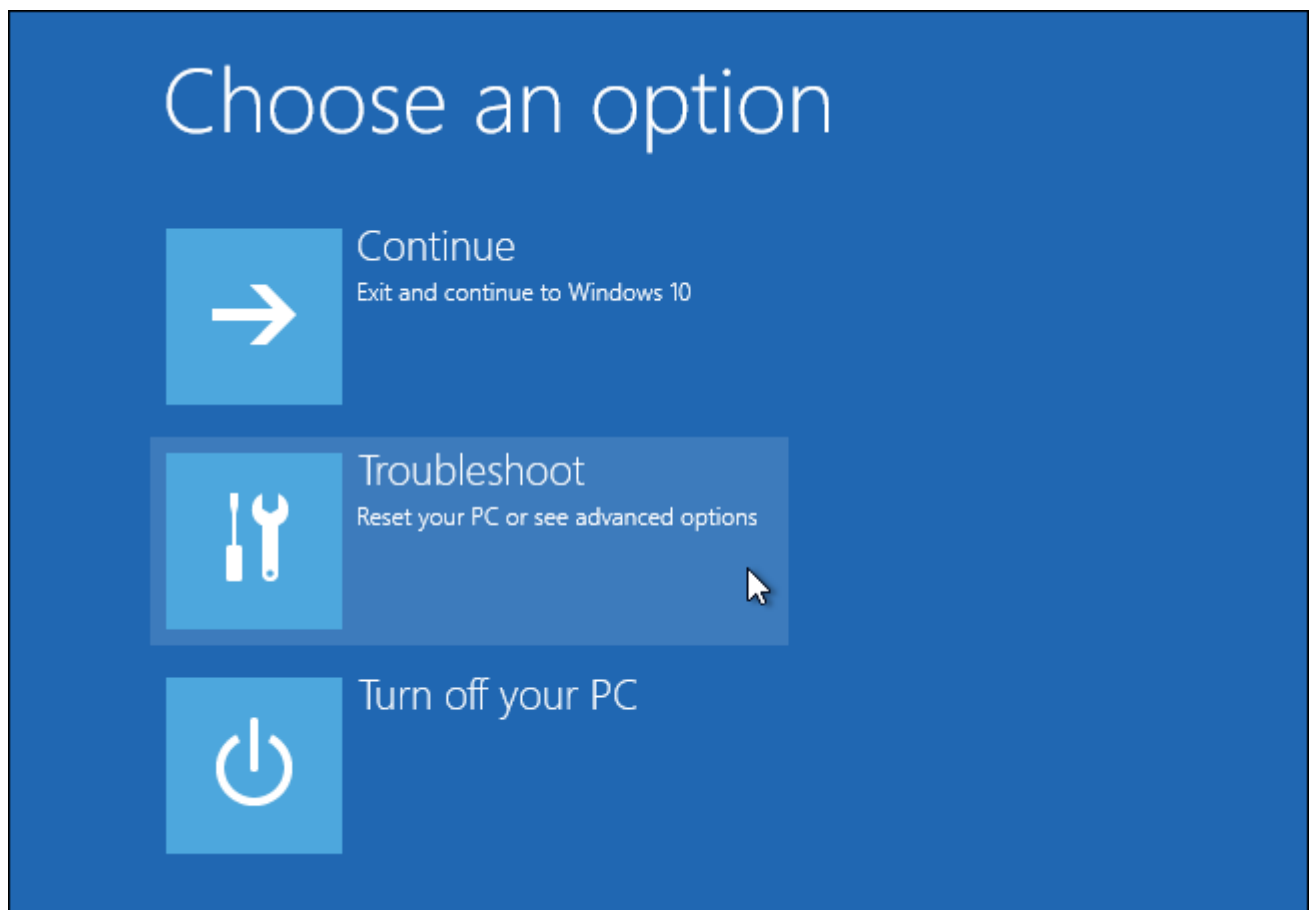 Choose an option
Continue
Exit and continue to Windows 10
Troubleshoot
Reset your PC or see advanced options
Turn off your PC